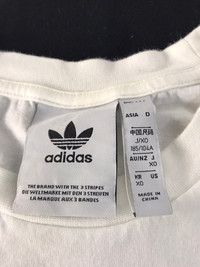 adidas
THE BRAND WITH THE 3 STRIPES
DIE WELTMARKE MIT DEN 3 STREIFEN
LA MARQUE AUX 3 BANDES
ASIA D
中国尺码
J/XO
185/104A
AU/NZ J
XO
KR US
XO
MADE IN
CHINA